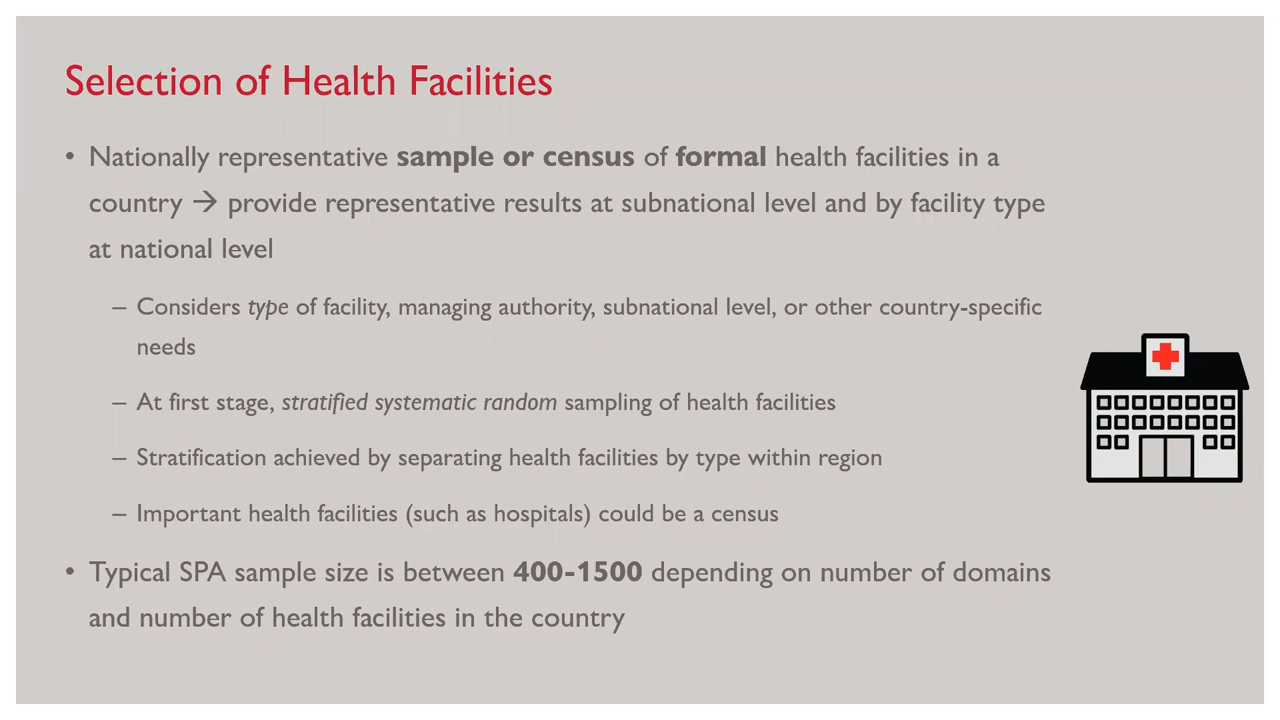 Selection of Health Facilities
• Nationally representative sample or census of formal health facilities in a
country → provide representative results at subnational level and by facility type
at national level
– Considers type of facility, managing authority, subnational level, or other country-specific
needs
– At first stage, stratified systematic random sampling of health facilities
– Stratification achieved by separating health facilities by type within region
– Important health facilities (such as hospitals) could be a census
• Typical SPA sample size is between 400-1500 depending on number of domains
and number of health facilities in the country